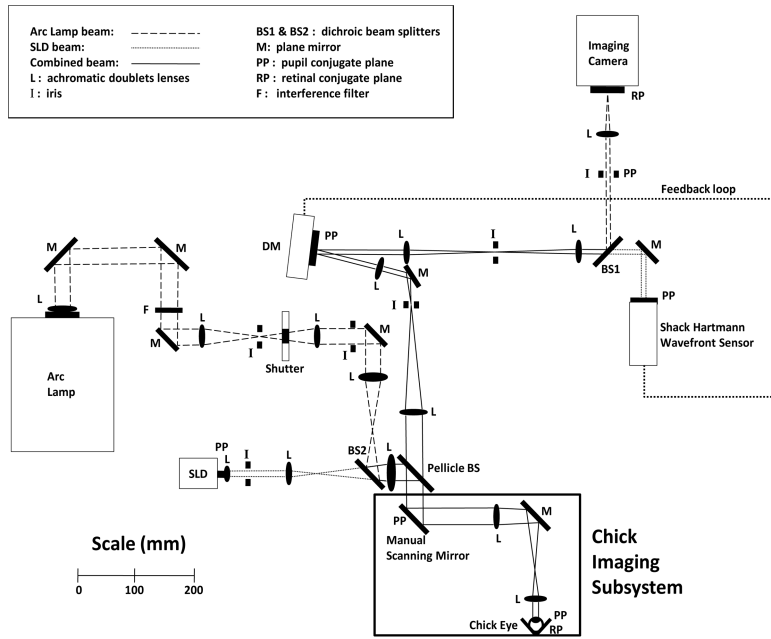 Arc Lamp beam:
SLD beam:
Combined beam:
L : achromatic doublets lenses
I : iris
BS1 & BS2 : dichroic beam splitters
M: plane mirror
PP : pupil conjugate plane
RP : retinal conjugate plane
F : interference filter
Imaging
Camera
RP
L
I
PP
Feedback loop
DM
PP
L
I
L
M
BS1
L
M
PP
Shack Hartmann
Wavefront Sensor
M
M
L
F
M
L
I
Shutter
L
I
M
L
I
Arc
Lamp
L
BS2
L
Pellicle BS
PP
L
I
L
SLD
PP
Manual
Scanning Mirror
L
M
L
PP
Chick Eye
RP
Chick
Imaging
Subsystem
Scale (mm)
0 100 200